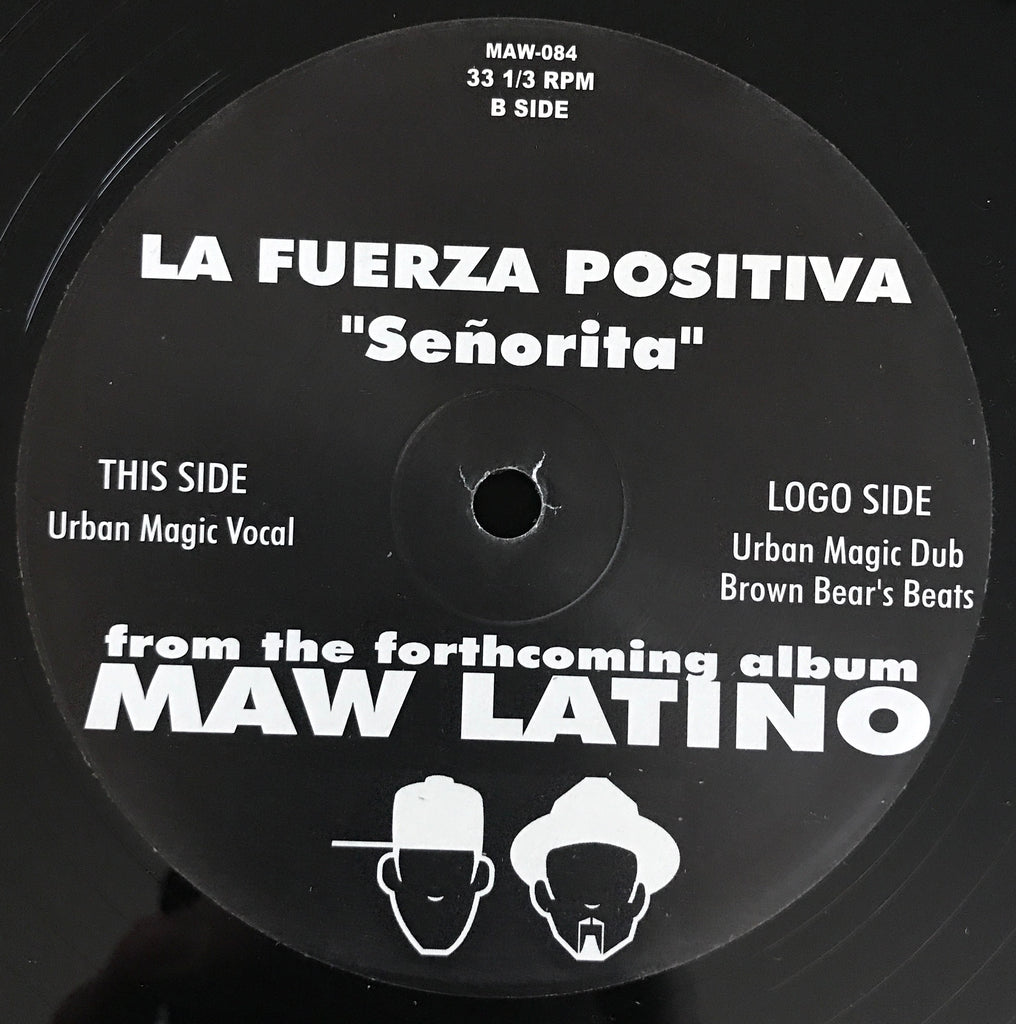 MAW-084
33 1/3 RPM
B SIDE
LA FUERZA POSITIVA
"Señorita"
THIS SIDE
Urban Magic Vocal
LOGO SIDE
Urban Magic Dub
Brown Bear's Beats
from the forthcoming album
MAW LATINO